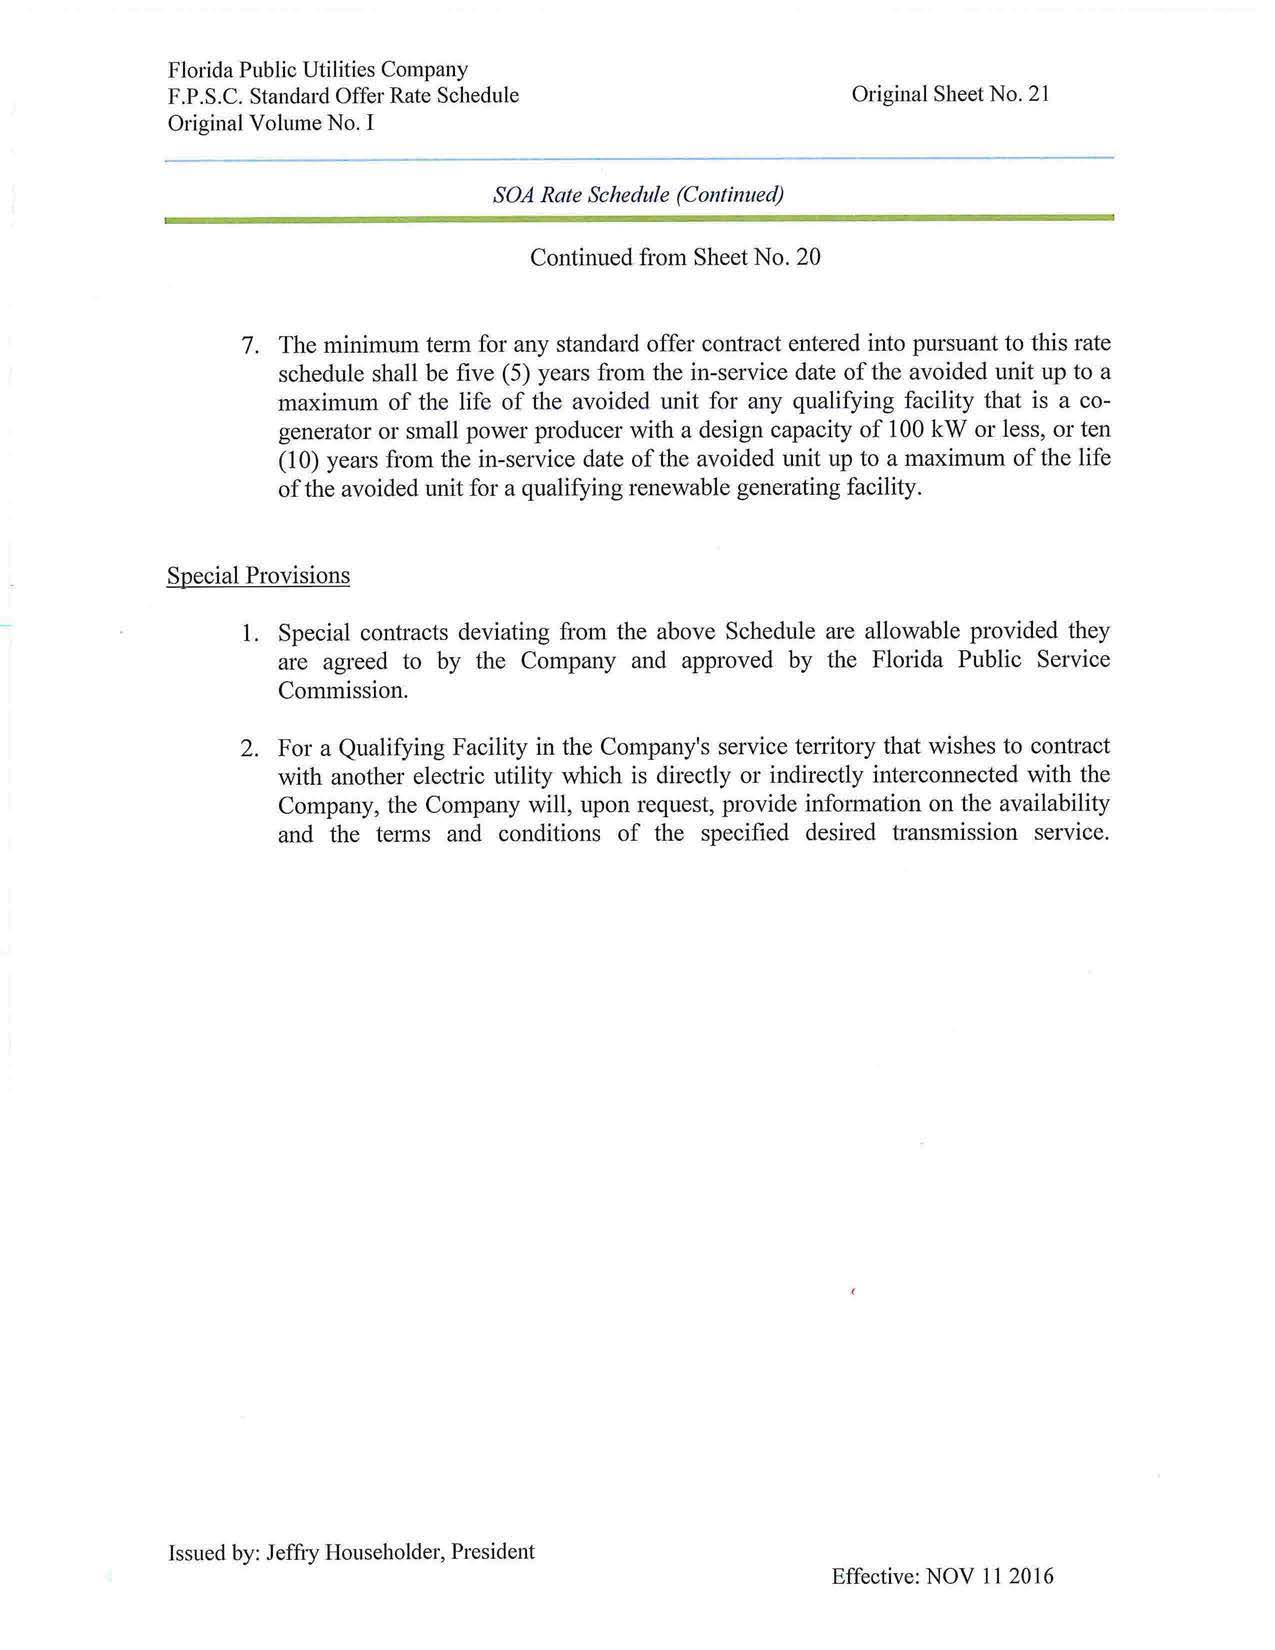 Florida Public Utilities Company
F.P.S.C. Standard Offer Rate Schedule
Original Sheet No. 21
Original Volume No. I
SOA Rate Schedule (Continued)
Continued from Sheet No. 20
7. The minimum term for any standard offer contract entered into pursuant to this rate
schedule shall be five (5) years from the in-service date of the avoided unit up to a
maximum of the life of the avoided unit for any qualifying facility that is a co-
generator or small power producer with a design capacity of 100 kW or less, or ten
(10) years from the in-service date of the avoided unit up to a maximum of the life
of the avoided unit for a qualifying renewable generating facility.
Special Provisions
1. Special contracts deviating from the above Schedule are allowable provided they
are agreed to by the Company and approved by the Florida Public Service
Commission.
2. For a Qualifying Facility in the Company's service territory that wishes to contract
with another electric utility which is directly or indirectly interconnected with the
Company, the Company will, upon request, provide information on the availability
and the terms and conditions of the specified desired transmission service.
Issued by: Jeffry Householder, President
Effective: NOV 11 2016